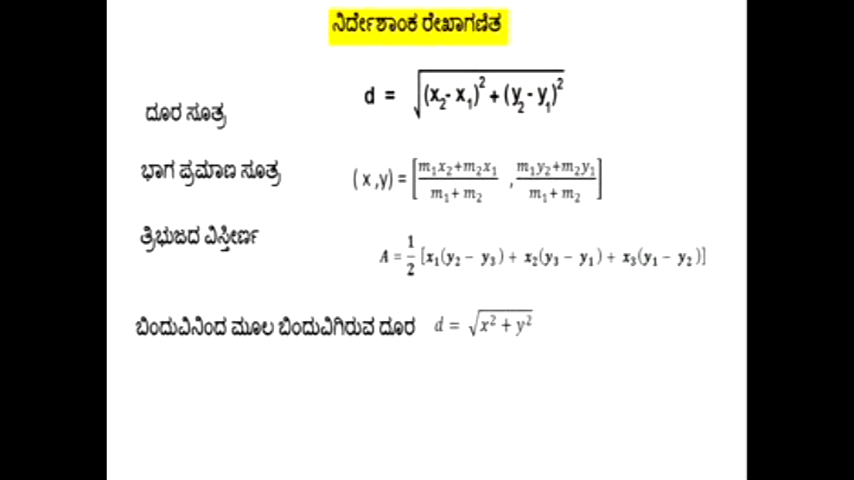 ನಿರ್ದೇಶಾಂಕ ರೇಖಾಗಣಿತ
ದೂರ ಸೂತ್ರ d = √(x₂- x₁)² + (y₂- y₁)²
ಭಾಗ ಪ್ರಮಾಣ ಸೂತ್ರ ( x ,y) = [m₁x₂+m₂x₁ / m₁+ m₂ , m₁y₂+m₂y₁ / m₁+ m₂]
ತ್ರಿಭುಜದ ವಿಸ್ತೀರ್ಣ A = 1/2 [x₁(y₂ − y₃) + x₂(y₃ − y₁) + x₃(y₁ − y₂)]
ಬಿಂದುವಿನಿಂದ ಮೂಲ ಬಿಂದುವಿಗಿರುವ ದೂರ d = √x² + y²